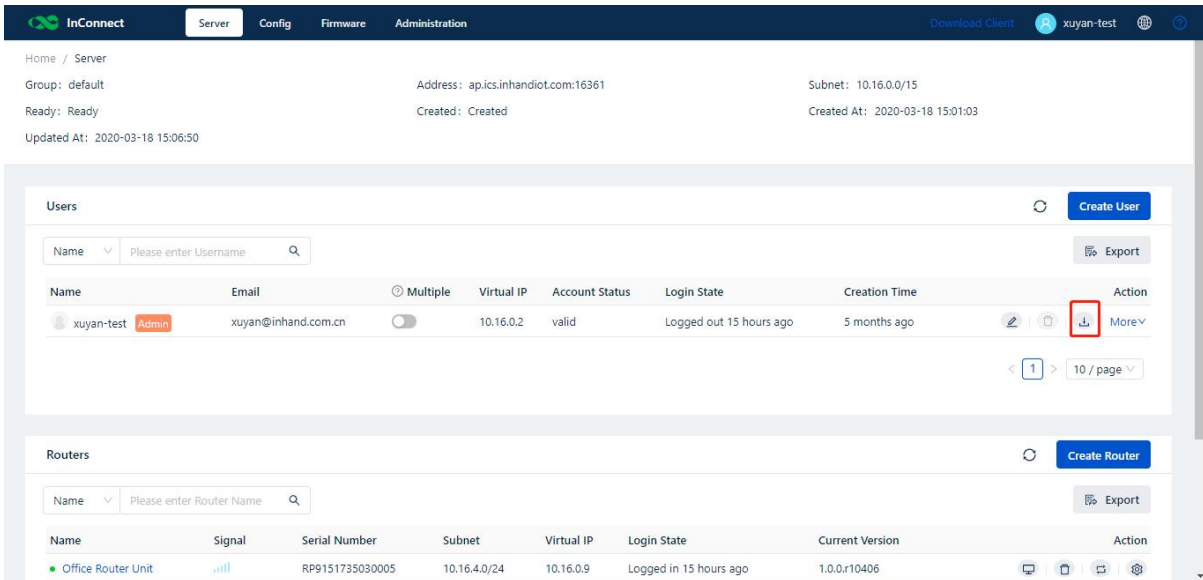 InConnect Server Config Firmware Administration Download Client xuyan-test
Home / Server
Group: default Address: ap.ics.inhandiot.com:16361 Subnet: 10.16.0.0/15
Ready: Ready Created: Created Created At: 2020-03-18 15:01:03
Updated At: 2020-03-18 15:06:50
Users Create User
Name Please enter Username Export
Name Email Multiple Virtual IP Account Status Login State Creation Time Action
xuyan-test Admin xuyan@inhand.com.cn 10.16.0.2 valid Logged out 15 hours ago 5 months ago More
< 1 > 10 / page
Routers Create Router
Name Please enter Router Name Export
Name Signal Serial Number Subnet Virtual IP Login State Current Version Action
Office Router Unit RP9151735030005 10.16.4.0/24 10.16.0.9 Logged in 15 hours ago 1.0.0.r10406